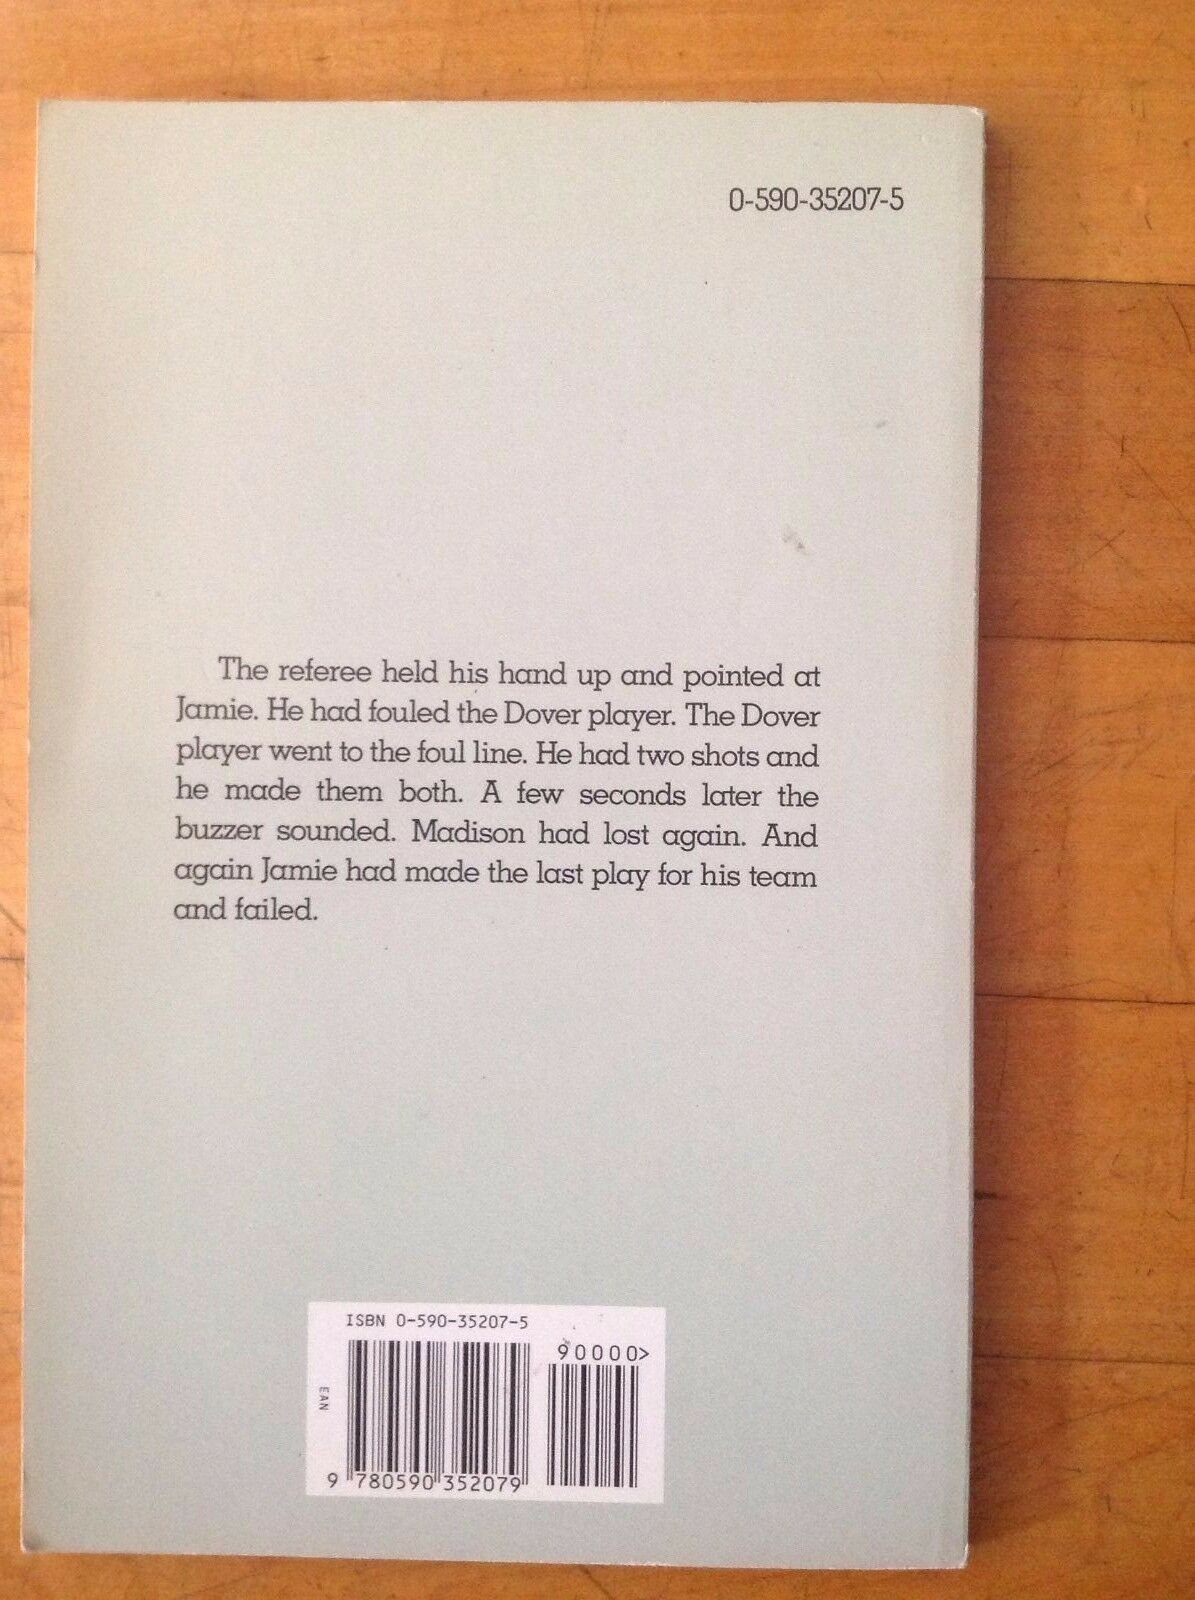 0-590-35207-5
The referee held his hand up and pointed at
Jamie. He had fouled the Dover player. The Dover
player went to the foul line. He had two shots and
he made them both. A few seconds later the
buzzer sounded. Madison had lost again. And
again Jamie had made the last play for his team
and failed.
ISBN 0-590-35207-5
90000>
EAN
9 780590 352079